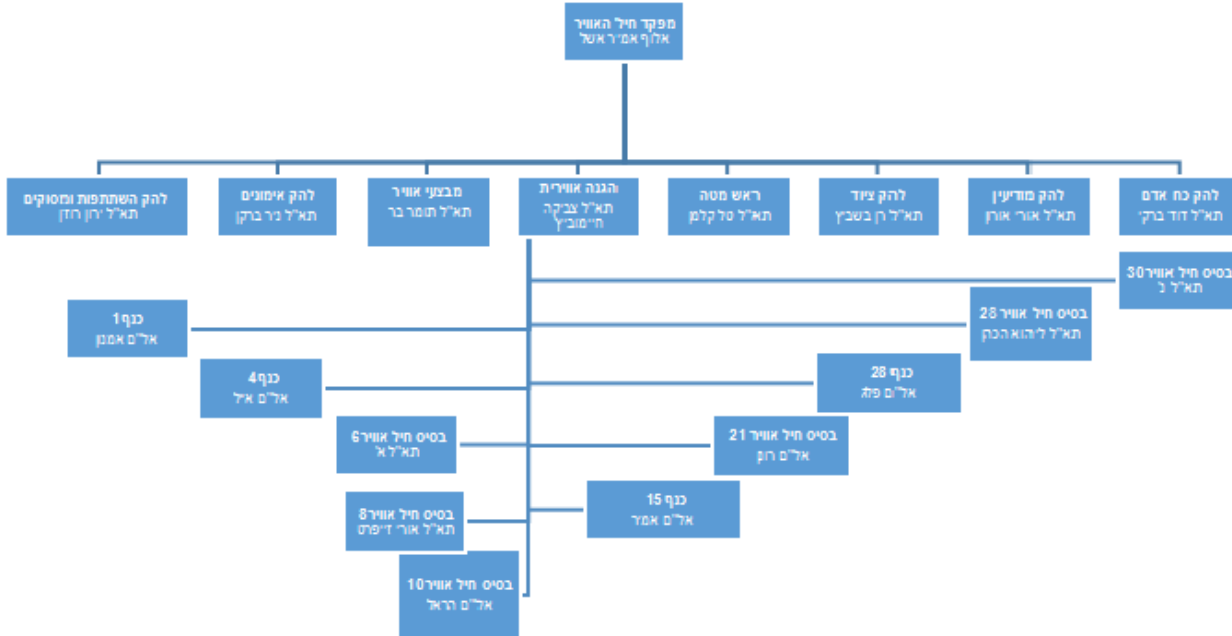 מפקד חיל האוויר
אלוף אמיר אשל
להק כח אדם
תא"ל דוד ברקי
להק מודיעין
תא"ל אורי אורון
להק ציוד
תא"ל רן בשביץ
ראש מטה
תא"ל טל קלמן
הגנה אווירית
תא"ל צביקה
חיימוביץ
מבצעי אוויר
תא"ל תומר בר
להק אימונים
תא"ל ניר ברקן
להק השתתפות ומסוקים
תא"ל ירון רוזן
בסיס חיל אוויר 30
תא"ל נ'
בסיס חיל אוויר 28
תא"ל ליהוא הכהן
כנף 1
אל"ם אמנון
כנף 28
אל"ום פלג
כנף 4
אל"ם איל
בסיס חיל אוויר 21
אל"ם רונן
בסיס חיל אוויר 6
תא"ל א'
כנף 15
אל"ם אמיר
בסיס חיל אוויר 8
תא"ל אורי
בסיס חיל אוויר 10
אל"ם הראל